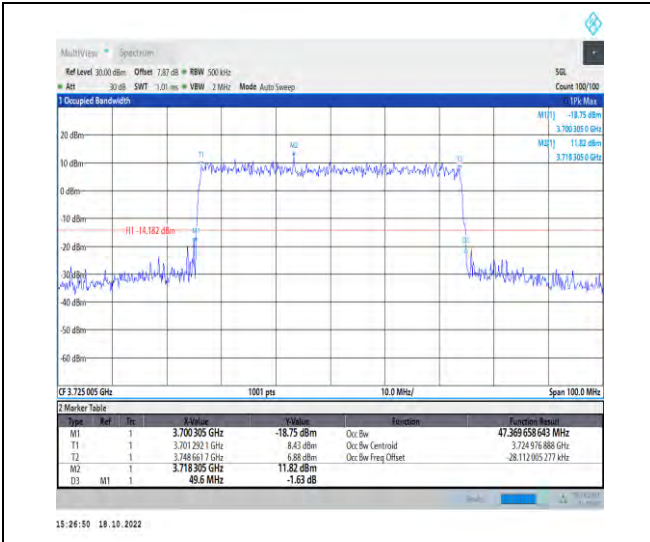 MultiView Spectrum
Ref Level 30.00 dBm Offset 7.87 dB RBW 500 kHz SGL
Att 30 dB SWT 1.01 ms VBW 2 MHz Mode Auto Sweep Count 100/100
1 Occupied Bandwidth 1Pk Max
M1[1] -18.75 dBm
3.700 305 0 GHz
M2[1] 11.82 dBm
3.718 305 0 GHz
20 dBm
M2
T1 T2
10 dBm
0 dBm
-10 dBm
H1 -14.182 dBm
M1
-20 dBm
D3
-30 dBm
-40 dBm
-50 dBm
-60 dBm
CF 3.725 005 GHz 1001 pts 10.0 MHz/ Span 100.0 MHz
2 Marker Table
Type Ref Trc X-Value Y-Value Function Function Result
M1 1 3.700 305 GHz -18.75 dBm Occ Bw 47.369 658 643 MHz
T1 1 3.701 292 1 GHz 8.43 dBm Occ Bw Centroid 3.724 976 888 GHz
T2 1 3.748 661 7 GHz 6.88 dBm Occ Bw Freq Offset -28.112 005 277 kHz
M2 1 3.718 305 GHz 11.82 dBm
D3 M1 1 49.6 MHz -1.63 dB
15:26:50 18.10.2022